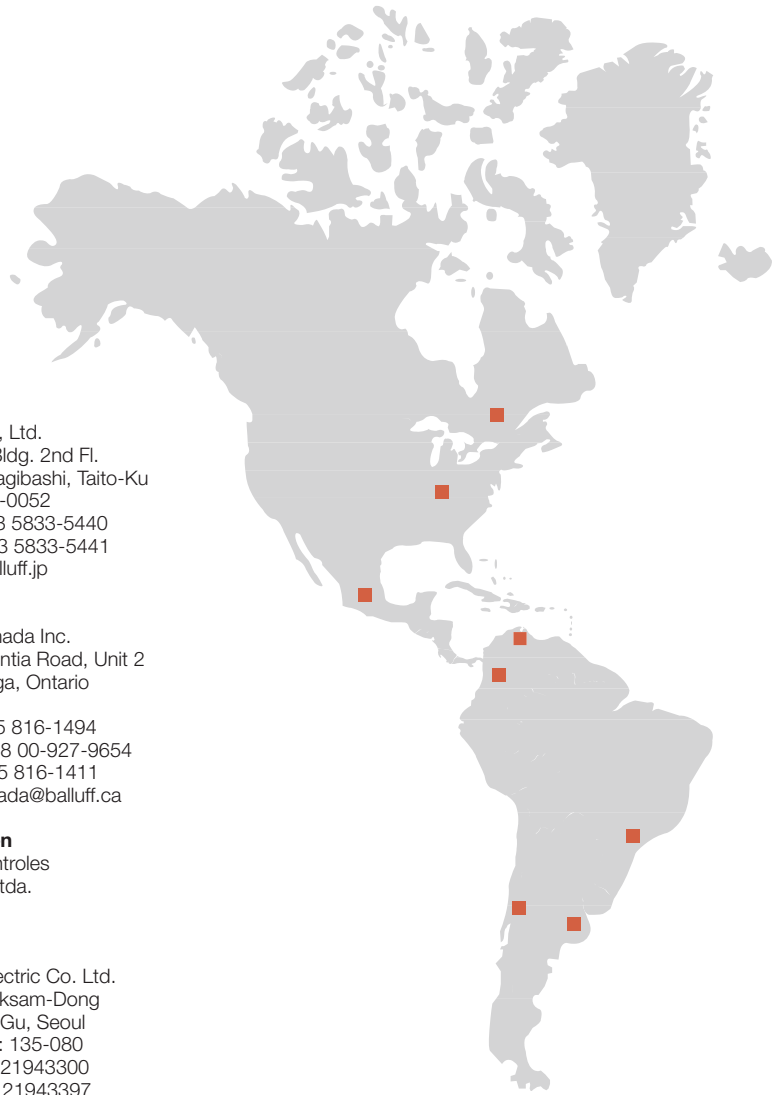 , Ltd.
Bldg. 2nd Fl.
agibashi, Taito-Ku
-0052
3 5833-5440
3 5833-5441
lluff.jp
nada Inc.
ntia Road, Unit 2
ga, Ontario
5 816-1494
8 00-927-9654
5 816-1411
ada@balluff.ca
n
ntroles
tda.
ectric Co. Ltd.
ksam-Dong
Gu, Seoul
: 135-080
21943300
21943397